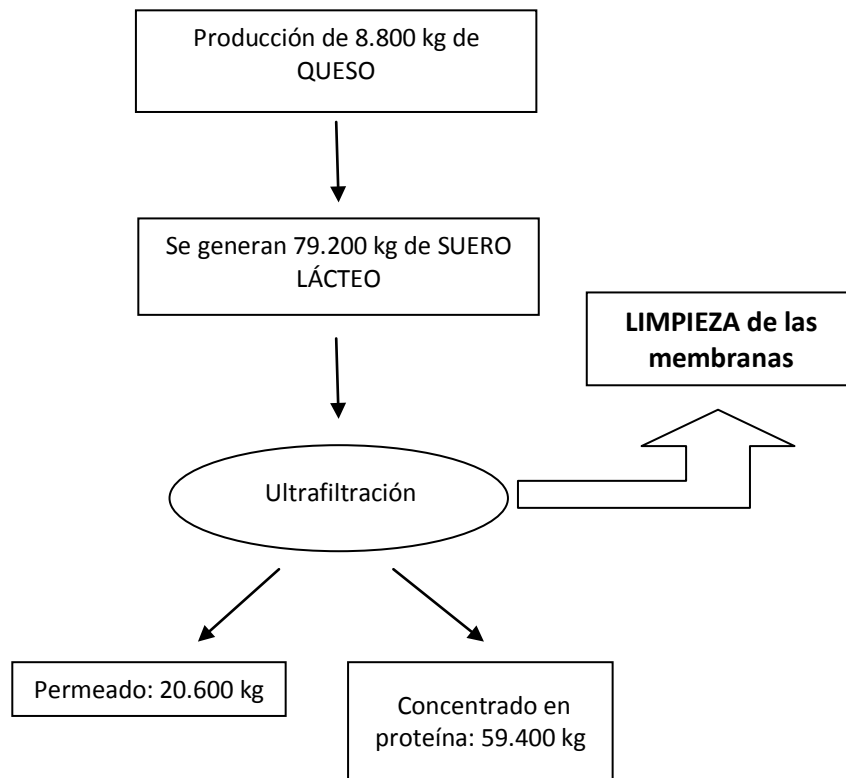 Producción de 8.800 kg de
QUESO
Se generan 79.200 kg de SUERO
LÁCTEO
LIMPIEZA de las
membranas
Ultrafiltración
Permeado: 20.600 kg
Concentrado en
proteína: 59.400 kg